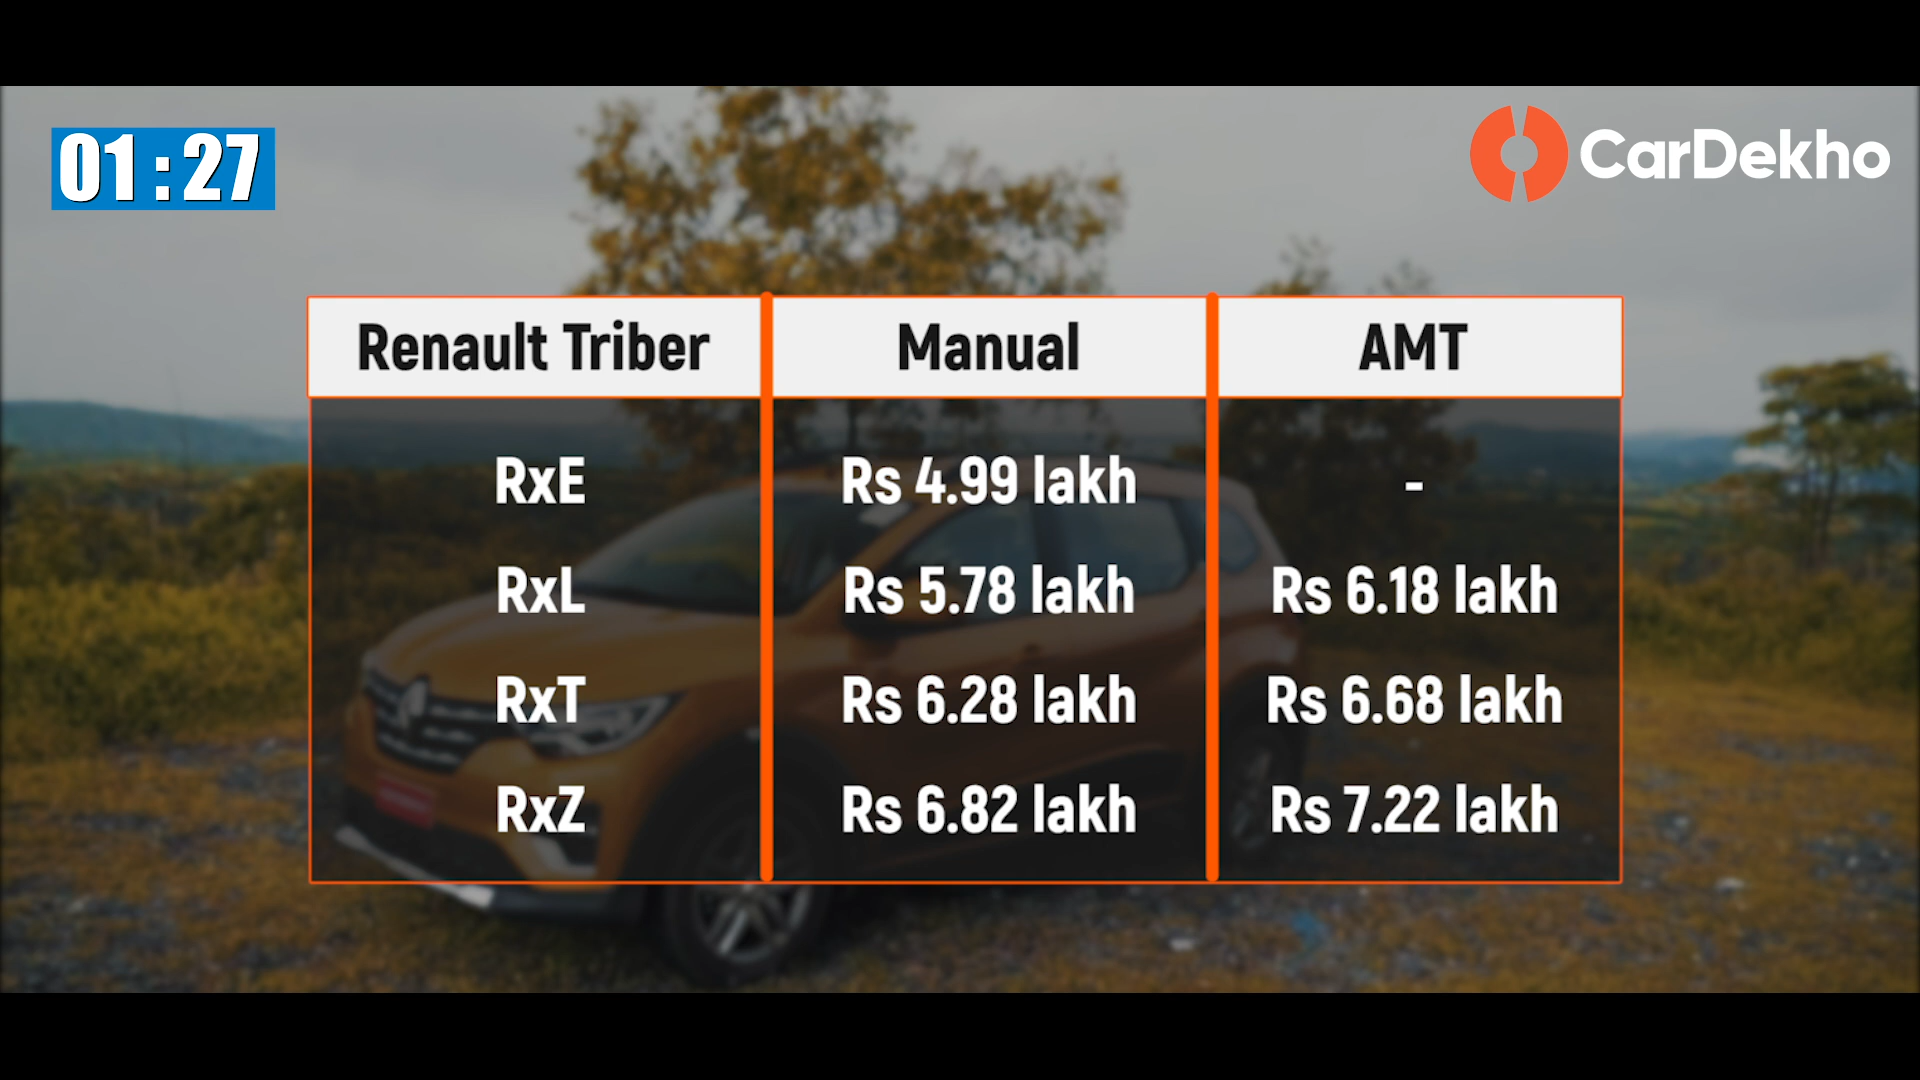 01:27
CarDekho
Renault Triber Manual AMT
RxE Rs 4.99 lakh -
RxL Rs 5.78 lakh Rs 6.18 lakh
RxT Rs 6.28 lakh Rs 6.68 lakh
RxZ Rs 6.82 lakh Rs 7.22 lakh